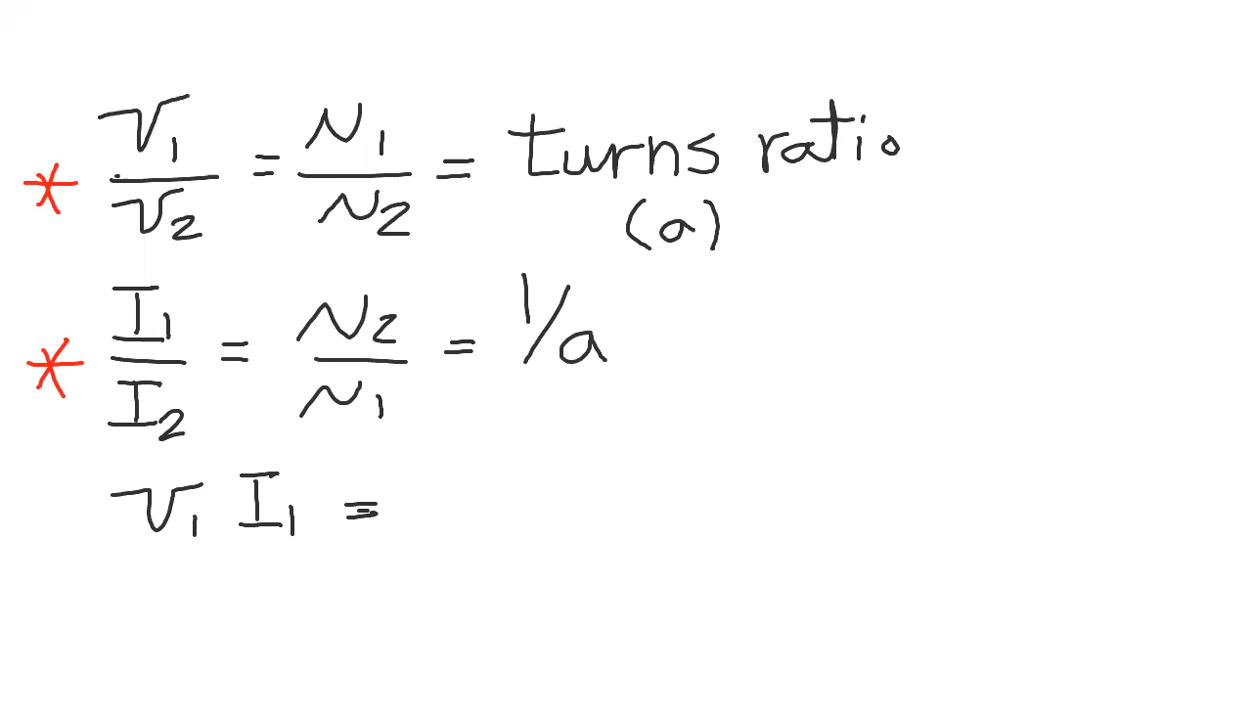 * V₁/V₂ = N₁/N₂ = turns ratio
(a)
* I₁/I₂ = N₂/N₁ = 1/a
V₁ I₁ =